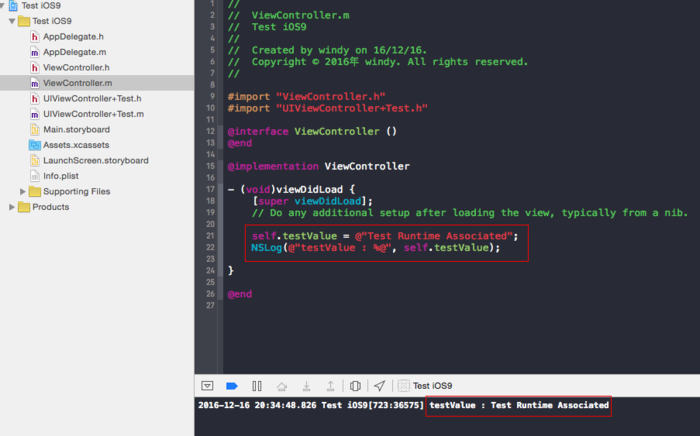 Test iOS9
Test iOS9
AppDelegate.h
AppDelegate.m
ViewController.h
ViewController.m
UIViewController+Test.h
UIViewController+Test.m
Main.storyboard
Assets.xcassets
LaunchScreen.storyboard
Info.plist
Supporting Files
Products
1 //
2 //  ViewController.m
3 //  Test iOS9
4 //
5 //  Created by windy on 16/12/16.
6 //  Copyright © 2016年 windy. All rights reserved.
7 //
8
9 #import "ViewController.h"
10 #import "UIViewController+Test.h"
11
12 @interface ViewController ()
13 @end
14
15 @implementation ViewController
16
17 - (void)viewDidLoad {
18     [super viewDidLoad];
19     // Do any additional setup after loading the view, typically from a nib.
20
21     self.testValue = @"Test Runtime Associated";
22     NSLog(@"testValue : %@", self.testValue);
23
24 }
25
26 @end
27
Test iOS9
2016-12-16 20:34:48.826 Test iOS9[723:36575] testValue : Test Runtime Associated